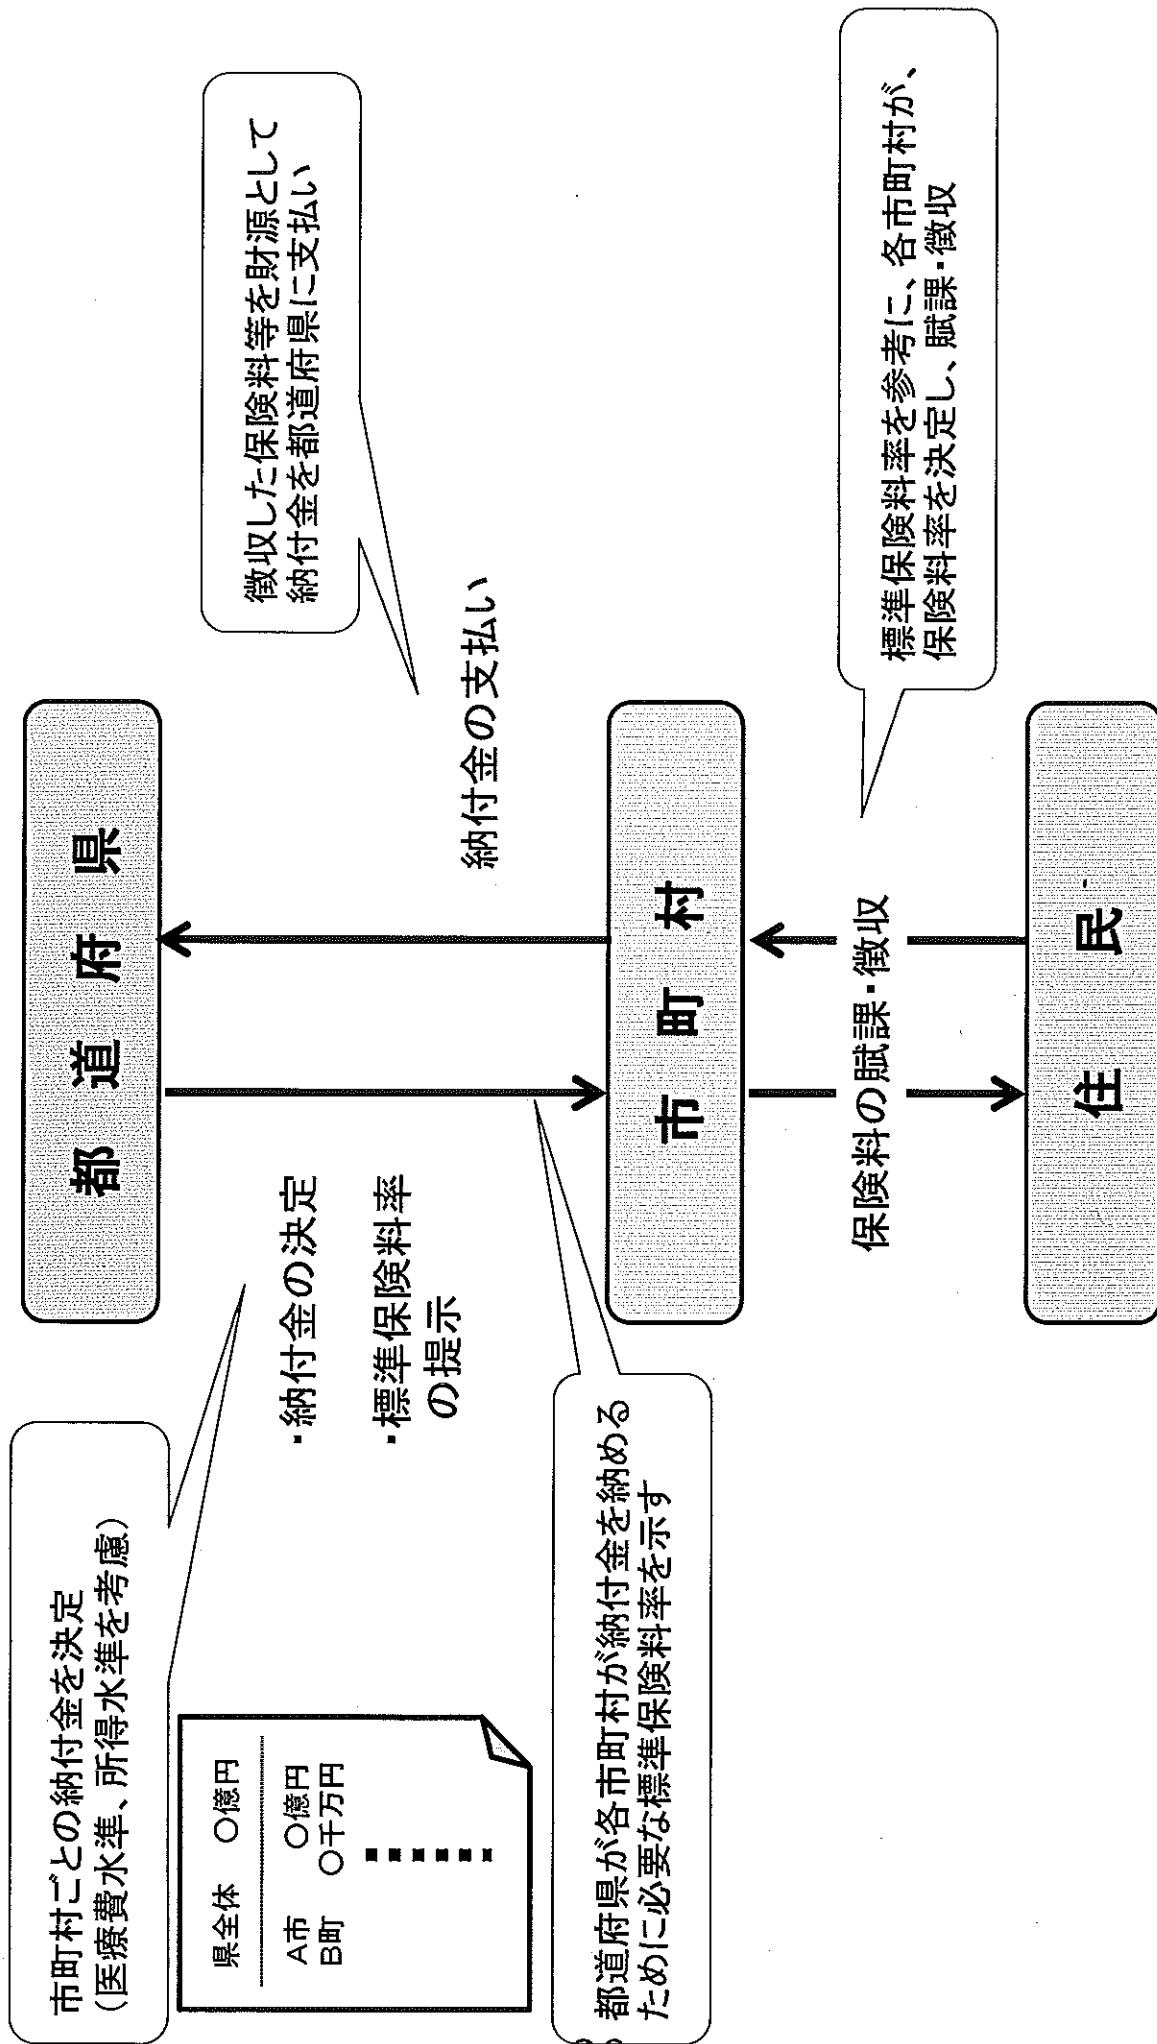 都道府県
市町村ごとの納付金を決定
(医療費水準、所得水準を考慮)
県全体 〇億円
A市 〇億円
B町 〇千万円
・納付金の決定
・標準保険料率
の提示
徴収した保険料等を財源として
納付金を都道府県に支払い
納付金の支払い
都道府県が各市町村が納付金を納める
ために必要な標準保険料率を示す
市町村
保険料の賦課・徴収
標準保険料率を参考に、各市町村が、
保険料率を決定し、賦課・徴収
住民